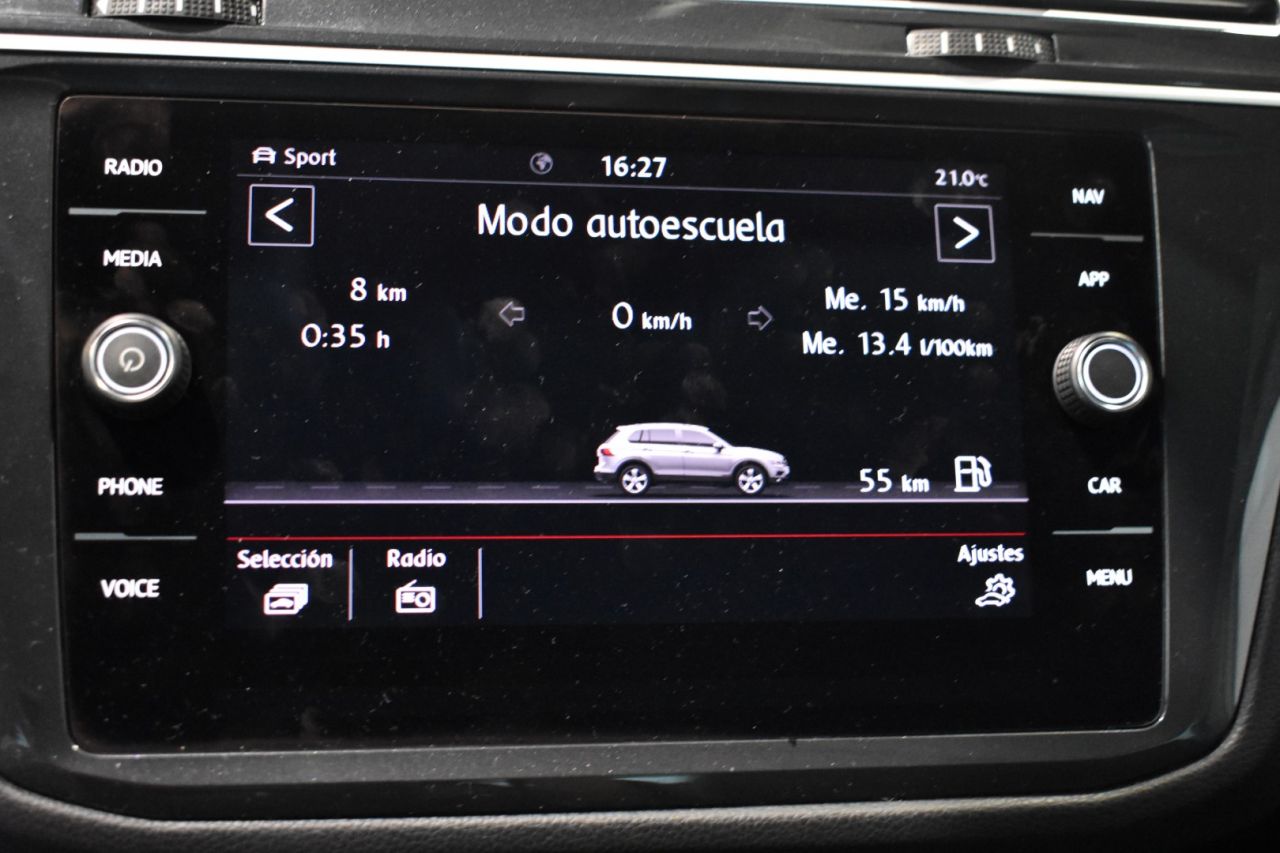 RADIO
MEDIA
PHONE
VOICE
Sport
16:27
21.0°C
<
Modo autoescuela
>
8 km
0:35 h
0 km/h
Me. 15 km/h
Me. 13.4 l/100km
55 km
Selección
Radio
Ajustes
NAV
APP
CAR
MENU